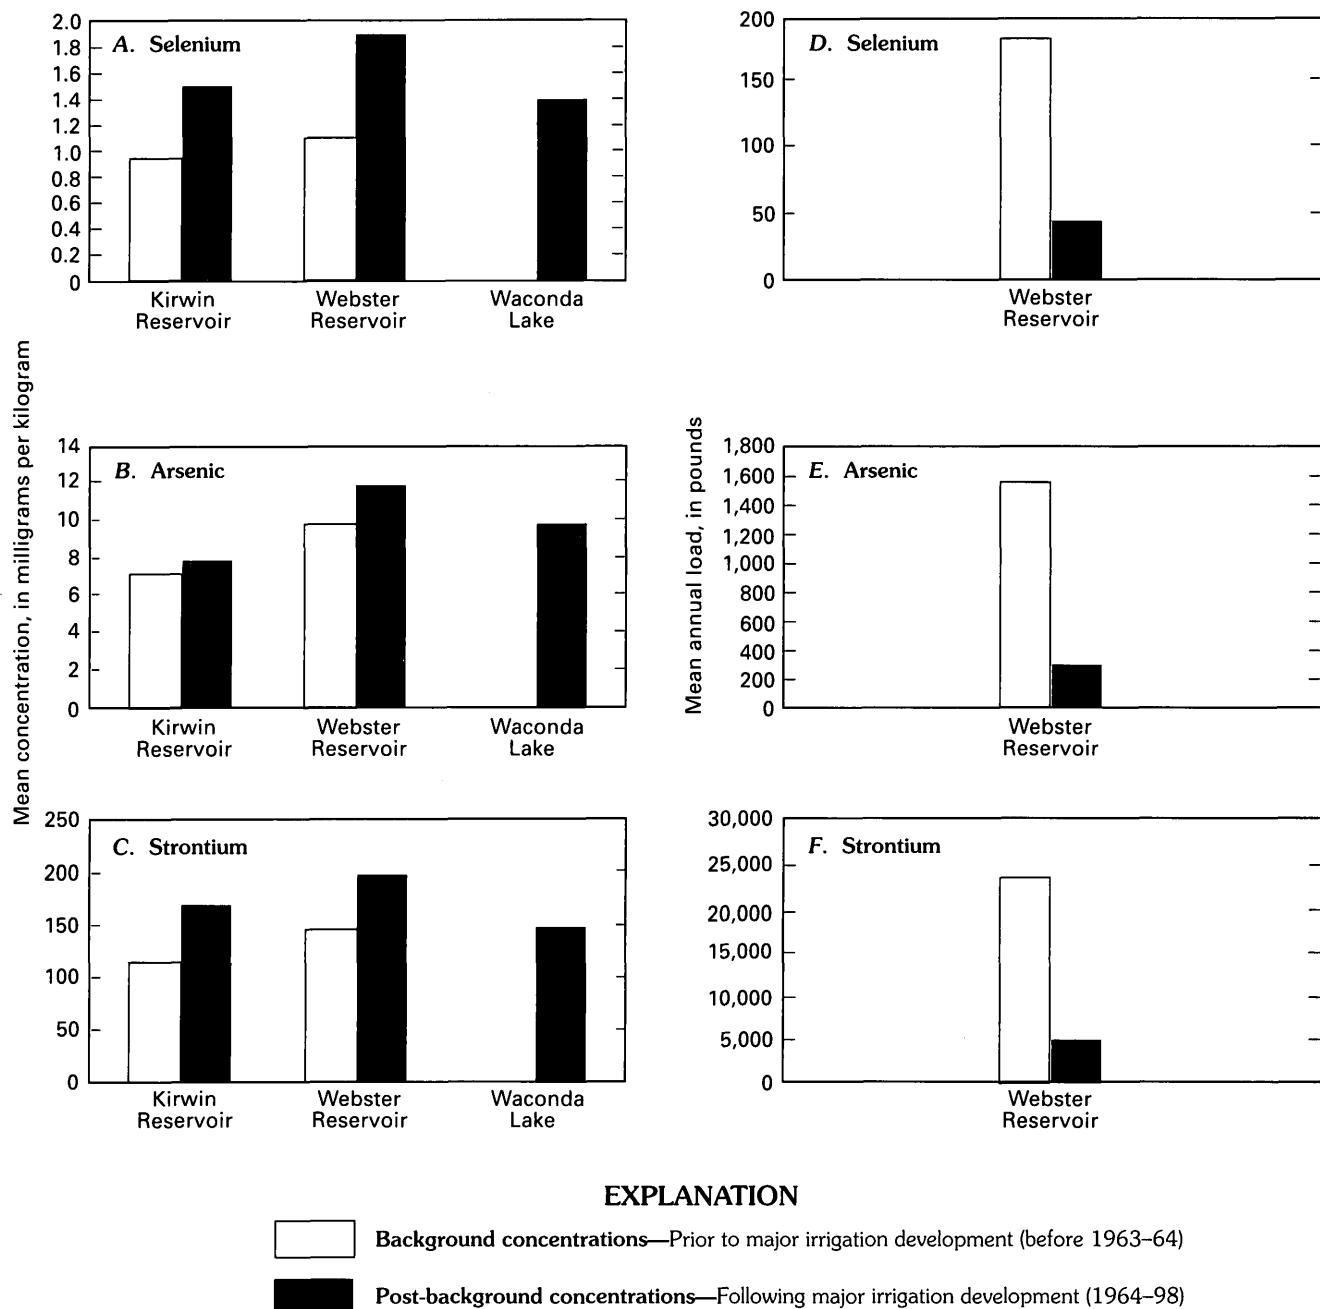 Mean concentration, in milligrams per kilogram
A. Selenium
2.0
1.8
1.6
1.4
1.2
1.0
0.8
0.6
0.4
0.2
0
Kirwin
Reservoir
Webster
Reservoir
Waconda
Lake
B. Arsenic
14
12
10
8
6
4
2
0
Kirwin
Reservoir
Webster
Reservoir
Waconda
Lake
C. Strontium
250
200
150
100
50
0
Kirwin
Reservoir
Webster
Reservoir
Waconda
Lake
Mean annual load, in pounds
D. Selenium
200
150
100
50
0
Webster
Reservoir
E. Arsenic
1,800
1,600
1,400
1,200
1,000
800
600
400
200
0
Webster
Reservoir
F. Strontium
30,000
25,000
20,000
15,000
10,000
5,000
0
Webster
Reservoir
EXPLANATION
Background concentrations—Prior to major irrigation development (before 1963–64)
Post-background concentrations—Following major irrigation development (1964–98)